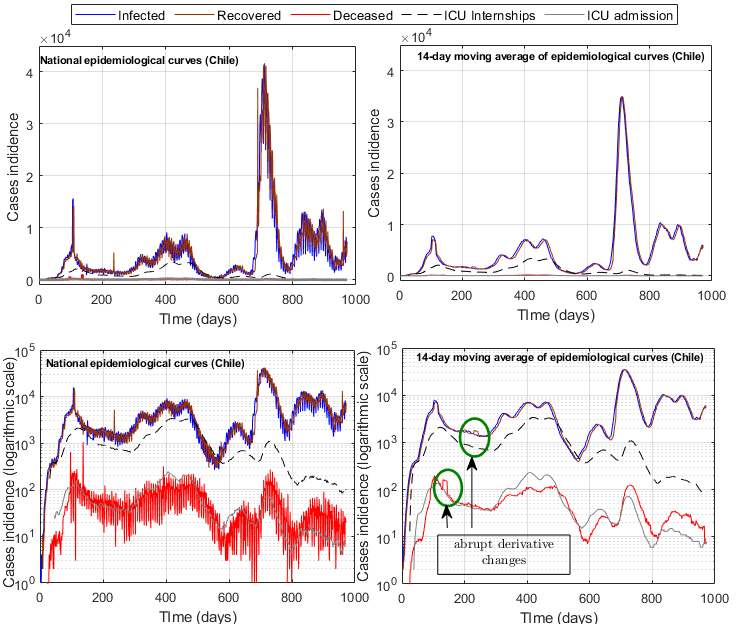 Infected Recovered Deceased ICU Internships ICU admission
×10^4
National epidemiological curves (Chile)
Cases indidence
4
3
2
1
0
0 200 400 600 800 1000
TIme (days)
×10^4
14-day moving average of epidemiological curves (Chile)
Cases indidence
4
3
2
1
0
0 200 400 600 800 1000
TIme (days)
National epidemiological curves (Chile)
Cases indidence (logarithmic scale)
10^5
10^4
10^3
10^2
10^1
10^0
0 200 400 600 800 1000
TIme (days)
14-day moving average of epidemiological curves (Chile)
Cases indidence (logarithmic scale)
10^5
10^4
10^3
10^2
10^1
10^0
abrupt derivative
changes
0 200 400 600 800 1000
TIme (days)